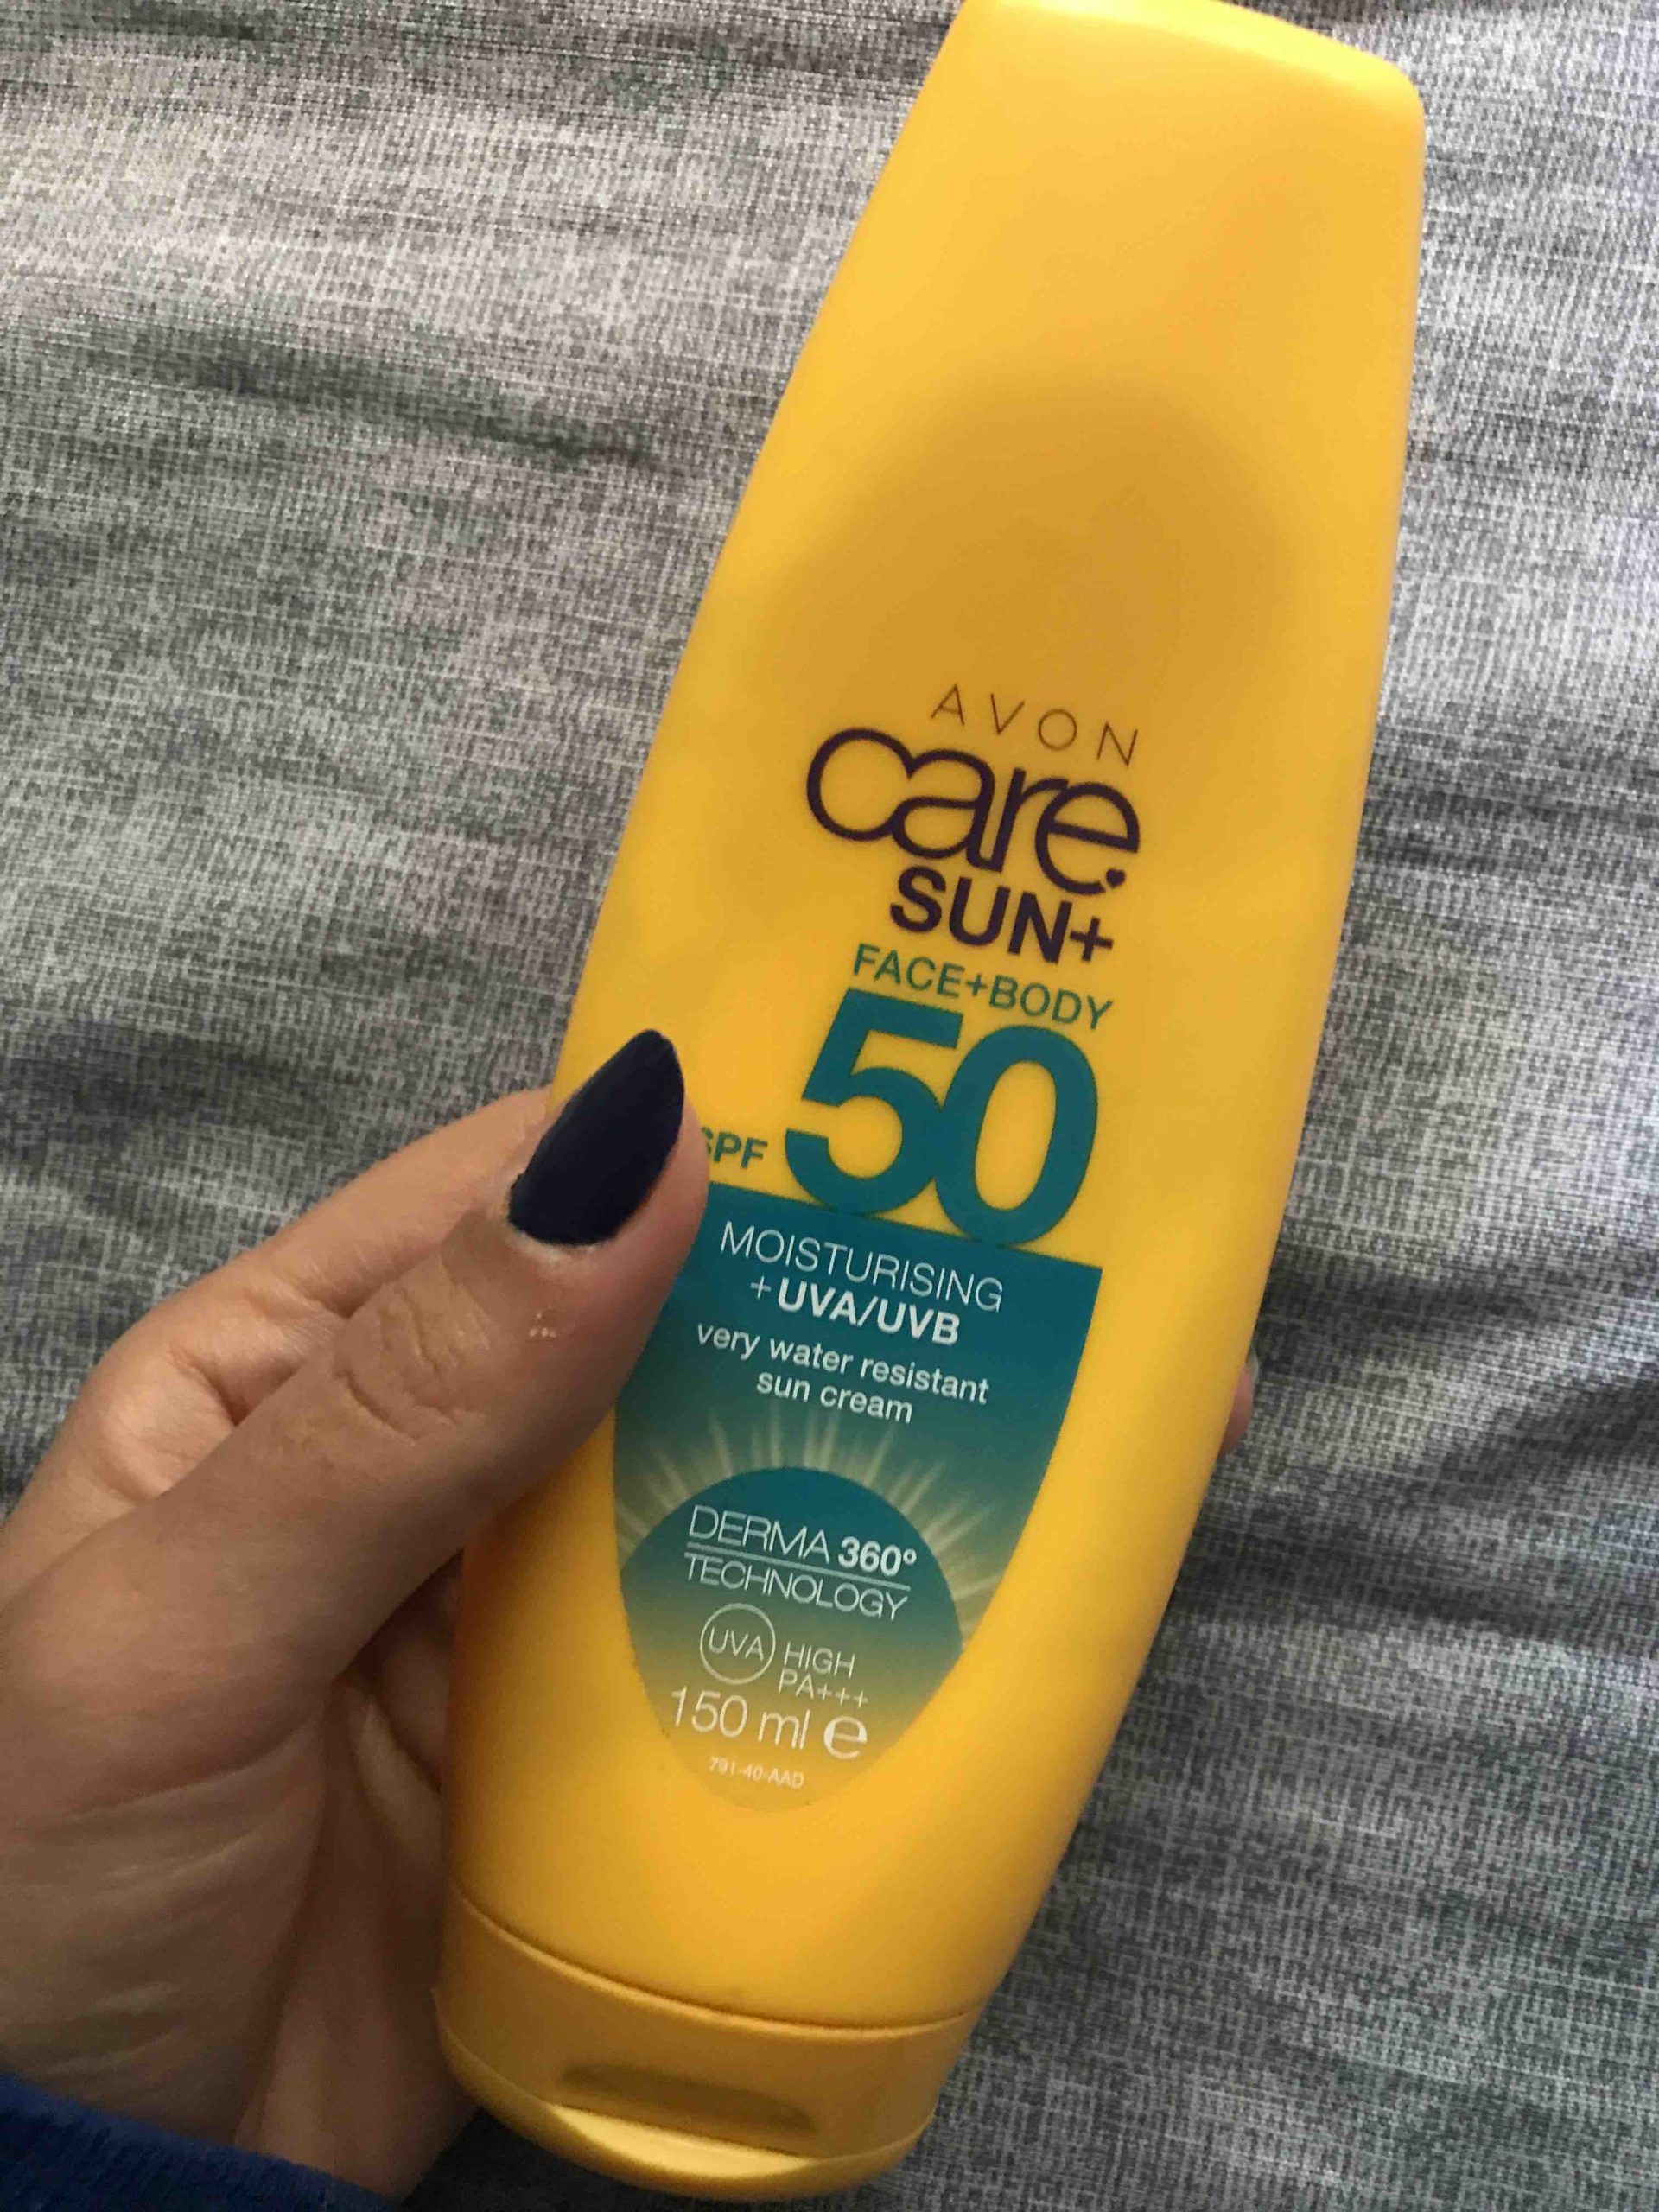 AVON
care
SUN+
FACE+BODY
SPF 50
MOISTURISING
+UVA/UVB
very water resistant
sun cream
DERMA 360º
TECHNOLOGY
UVA HIGH
PA+++
150 ml e
791-40-AAD